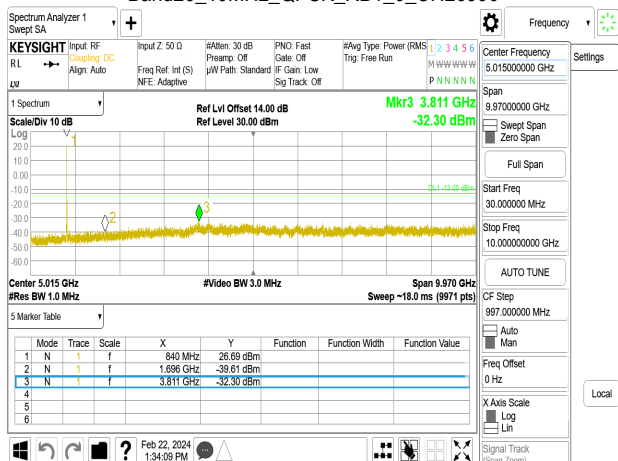 Spectrum Analyzer 1
Swept SA
+
Frequency
KEYSIGHT
Input: RF
Coupling: DC
Align: Auto
Input Z: 50 Ω
Freq Ref: Int (S)
NFE: Adaptive
#Atten: 30 dB
Preamp: Off
µW Path: Standard
PNO: Fast
Gate: Off
IF Gain: Low
Sig Track: Off
#Avg Type: Power (RMS
Trig: Free Run
1 2 3 4 5 6
M W W W W W
P N N N N N
RL
LXI
1 Spectrum
Scale/Div 10 dB
Log
Ref Lvl Offset 14.00 dB
Ref Level 30.00 dBm
Mkr3 3.811 GHz
-32.30 dBm
20.0
10.0
0.00
-10.0
-20.0
-30.0
-40.0
-50.0
-60.0
1
2
3
DL1 -13.00 dBm
Center 5.015 GHz
#Res BW 1.0 MHz
#Video BW 3.0 MHz
Span 9.970 GHz
Sweep ~18.0 ms (9971 pts)
5 Marker Table
Mode Trace Scale X Y Function Function Width Function Value
1 N 1 f 840 MHz 26.69 dBm
2 N 1 f 1.696 GHz -39.61 dBm
3 N 1 f 3.811 GHz -32.30 dBm
4
5
6
?
Feb 22, 2024
1:34:09 PM
Center Frequency
5.015000000 GHz
Span
9.97000000 GHz
Swept Span
Zero Span
Full Span
Start Freq
30.000000 MHz
Stop Freq
10.000000000 GHz
AUTO TUNE
CF Step
997.000000 MHz
Auto
Man
Freq Offset
0 Hz
X Axis Scale
Log
Lin
Signal Track
(Span Zoom)
Settings
Local